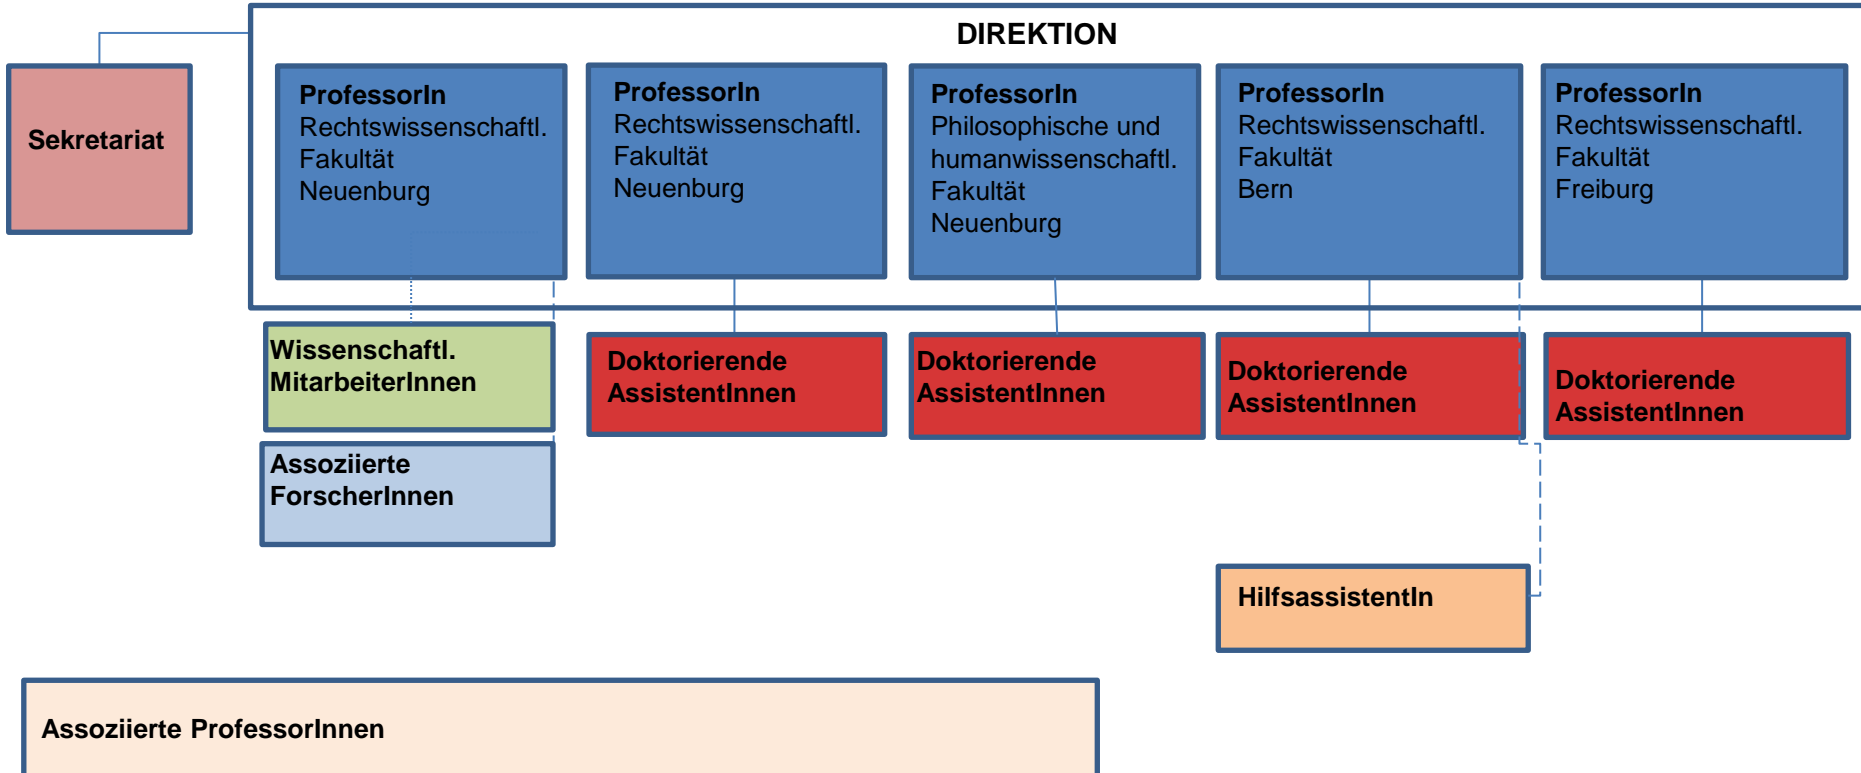 DIREKTION
Sekretariat
ProfessorIn
Rechtswissenschaftl.
Fakultät
Neuenburg
ProfessorIn
Rechtswissenschaftl.
Fakultät
Neuenburg
ProfessorIn
Philosophische und
humanwissenschaftl.
Fakultät
Neuenburg
ProfessorIn
Rechtswissenschaftl.
Fakultät
Bern
ProfessorIn
Rechtswissenschaftl.
Fakultät
Freiburg
Wissenschaftl.
MitarbeiterInnen
Doktorierende
AssistentInnen
Doktorierende
AssistentInnen
Doktorierende
AssistentInnen
Doktorierende
AssistentInnen
Assoziierte
ForscherInnen
HilfsassistentIn
Assoziierte ProfessorInnen